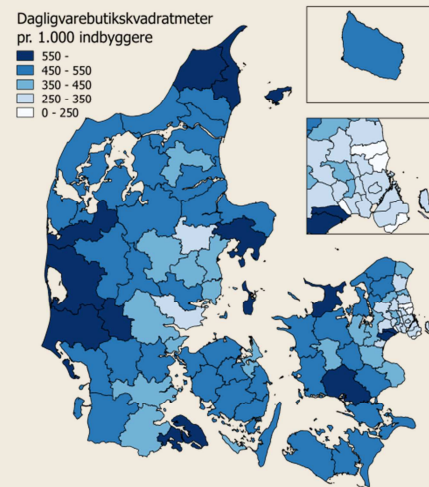 Dagligvarebutikskvadratmeter
pr. 1.000 indbyggere
550 -
450 - 550
350 - 450
250 - 350
0 - 250